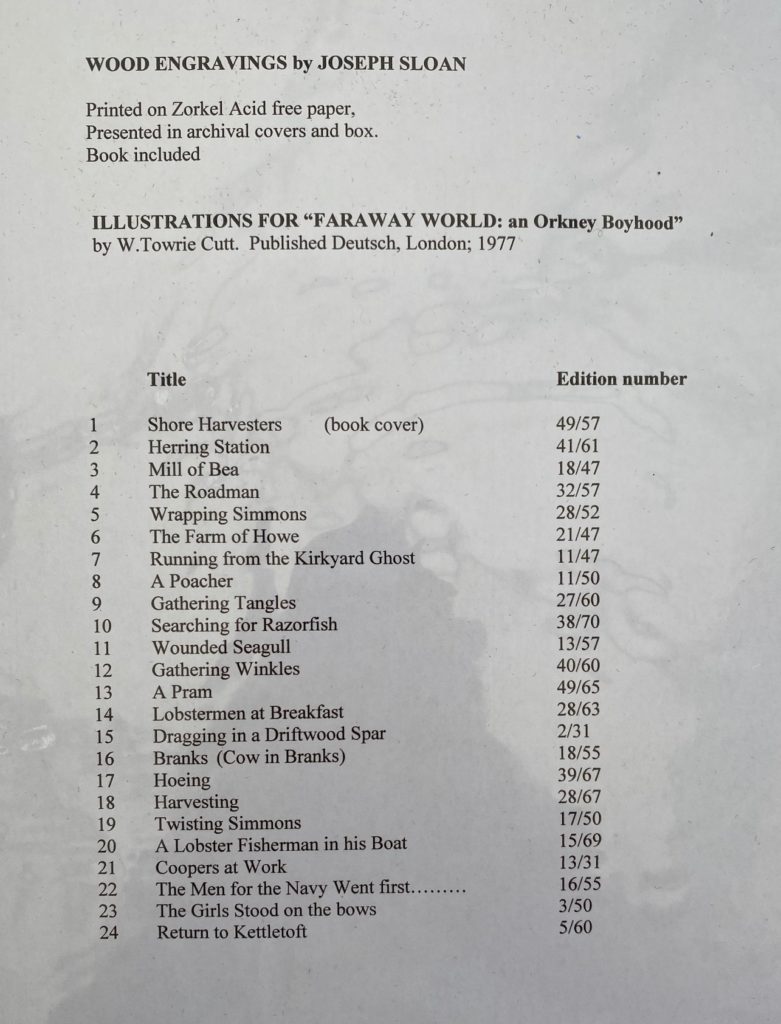 WOOD ENGRAVINGS by JOSEPH SLOAN
Printed on Zorkel Acid free paper,
Presented in archival covers and box.
Book included
ILLUSTRATIONS FOR “FARAWAY WORLD: an Orkney Boyhood”
by W.Towrie Cutt. Published Deutsch, London; 1977
Title Edition number
1 Shore Harvesters (book cover) 49/57
2 Herring Station 41/61
3 Mill of Bea 18/47
4 The Roadman 32/57
5 Wrapping Simmons 28/52
6 The Farm of Howe 21/47
7 Running from the Kirkyard Ghost 11/47
8 A Poacher 11/50
9 Gathering Tangles 27/60
10 Searching for Razorfish 38/70
11 Wounded Seagull 13/57
12 Gathering Winkles 40/60
13 A Pram 49/65
14 Lobstermen at Breakfast 28/63
15 Dragging in a Driftwood Spar 2/31
16 Branks (Cow in Branks) 18/55
17 Hoeing 39/67
18 Harvesting 28/67
19 Twisting Simmons 17/50
20 A Lobster Fisherman in his Boat 15/69
21 Coopers at Work 13/31
22 The Men for the Navy Went first......... 16/55
23 The Girls Stood on the bows 3/50
24 Return to Kettletoft 5/60